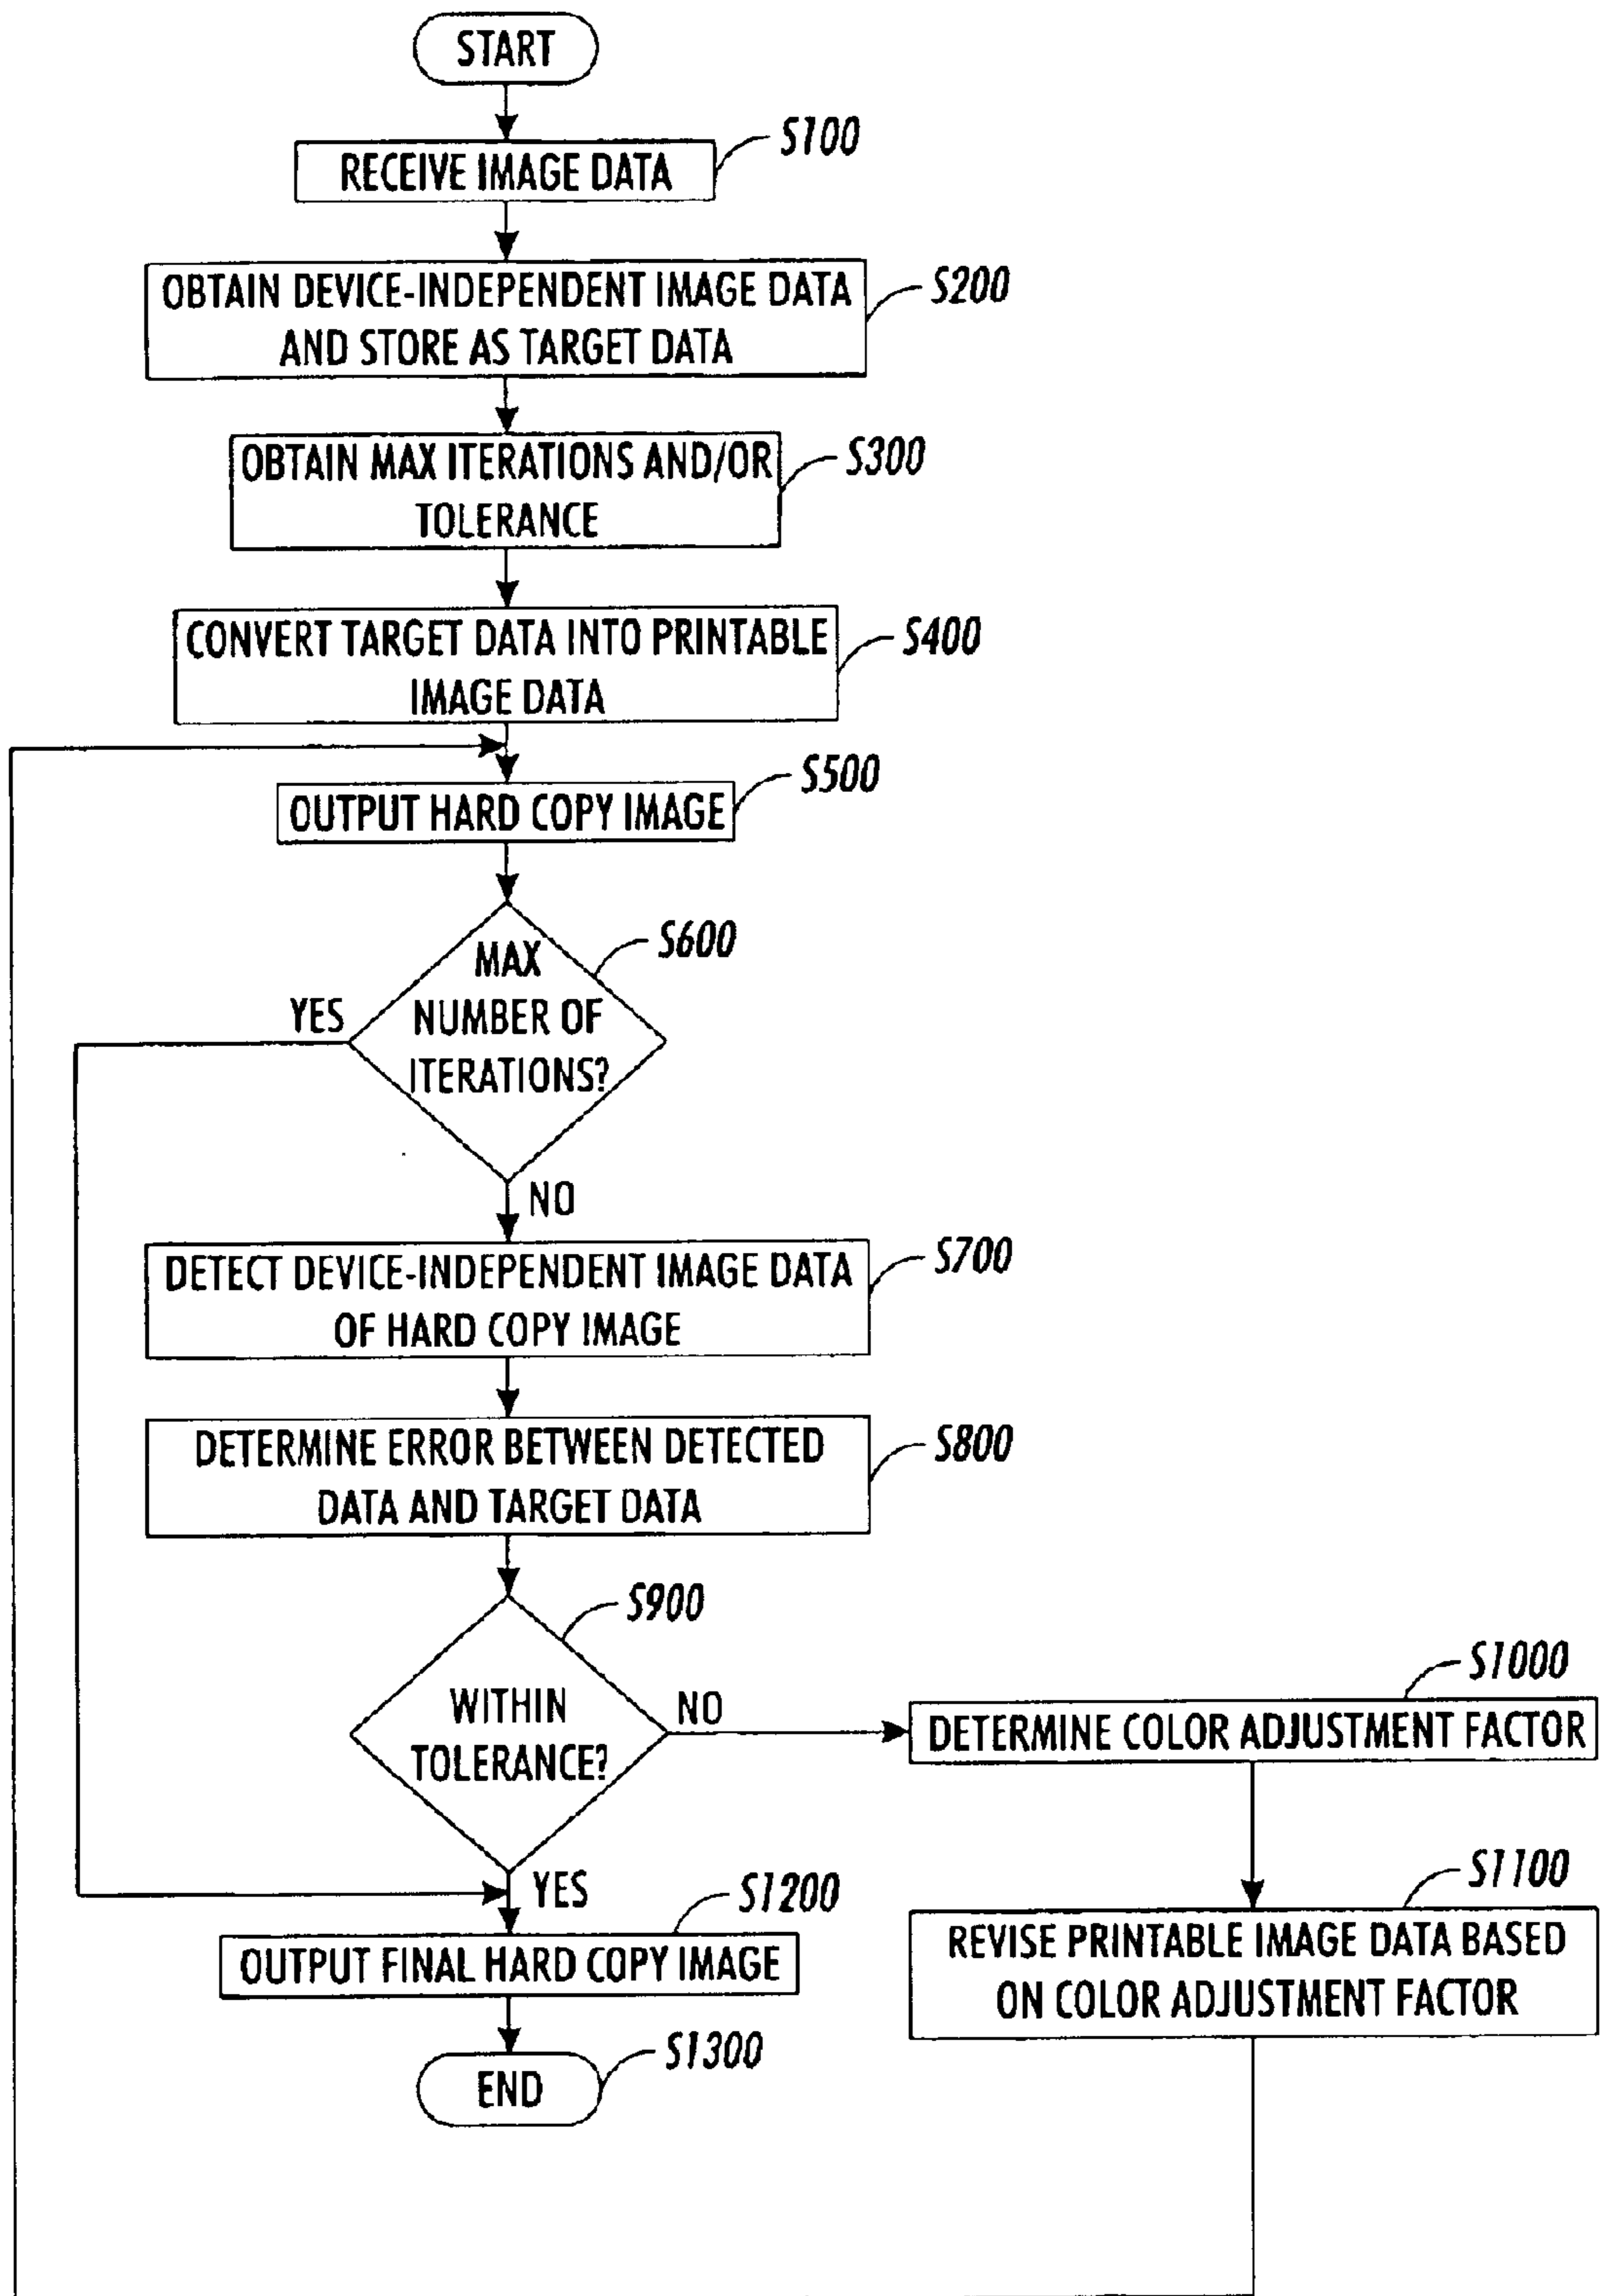 START
S100
RECEIVE IMAGE DATA
S200
OBTAIN DEVICE-INDEPENDENT IMAGE DATA
AND STORE AS TARGET DATA
S300
OBTAIN MAX ITERATIONS AND/OR
TOLERANCE
S400
CONVERT TARGET DATA INTO PRINTABLE
IMAGE DATA
S500
OUTPUT HARD COPY IMAGE
S600
MAX
NUMBER OF
ITERATIONS?
YES
NO
S700
DETECT DEVICE-INDEPENDENT IMAGE DATA
OF HARD COPY IMAGE
S800
DETERMINE ERROR BETWEEN DETECTED
DATA AND TARGET DATA
S900
WITHIN
TOLERANCE?
NO
S1000
DETERMINE COLOR ADJUSTMENT FACTOR
S1100
REVISE PRINTABLE IMAGE DATA BASED
ON COLOR ADJUSTMENT FACTOR
YES
S1200
OUTPUT FINAL HARD COPY IMAGE
S1300
END